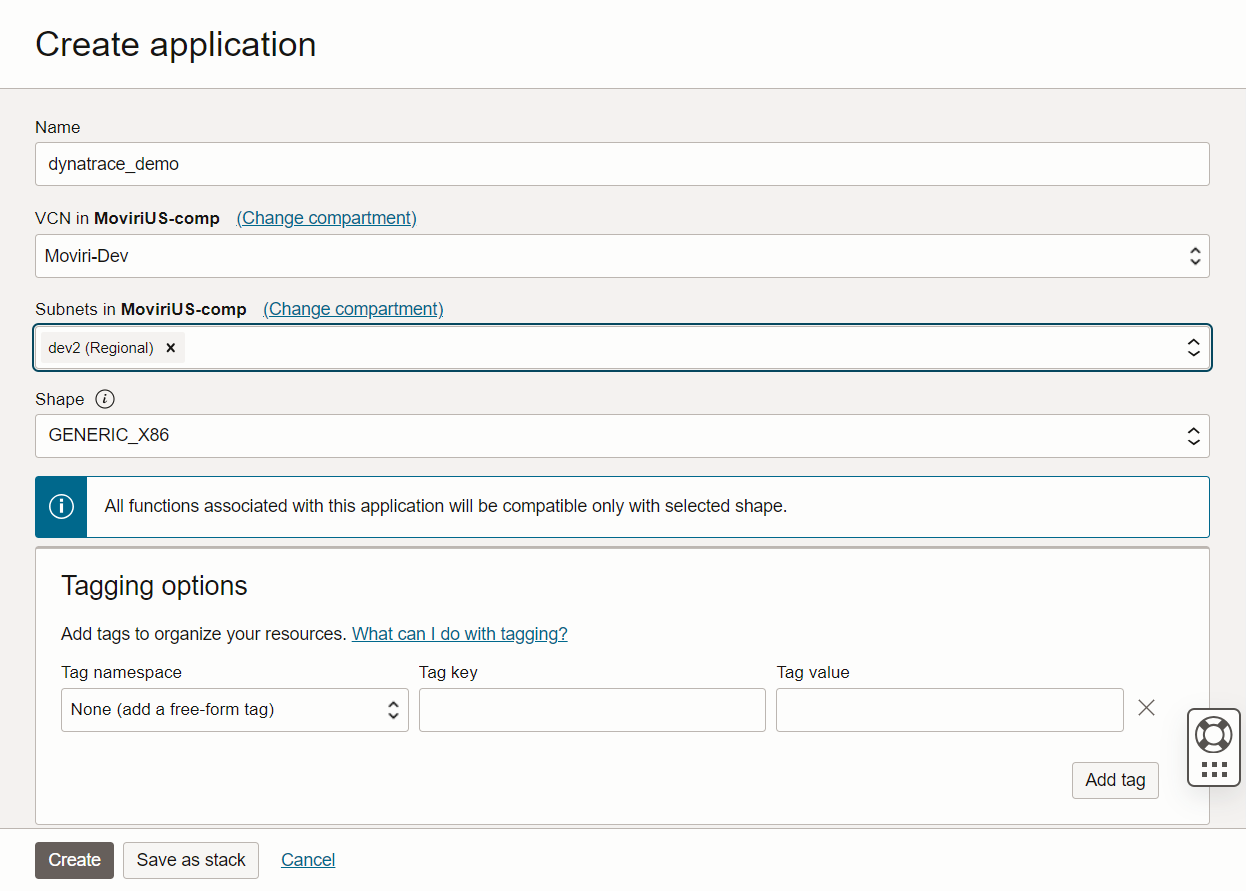 Create application
Name
dynatrace_demo
VCN in MoviriUS-comp (Change compartment)
Moviri-Dev
Subnets in MoviriUS-comp (Change compartment)
dev2 (Regional) ×
Shape i
GENERIC_X86
i All functions associated with this application will be compatible only with selected shape.
Tagging options
Add tags to organize your resources. What can I do with tagging?
Tag namespace Tag key Tag value
None (add a free-form tag)
Add tag
Create Save as stack Cancel